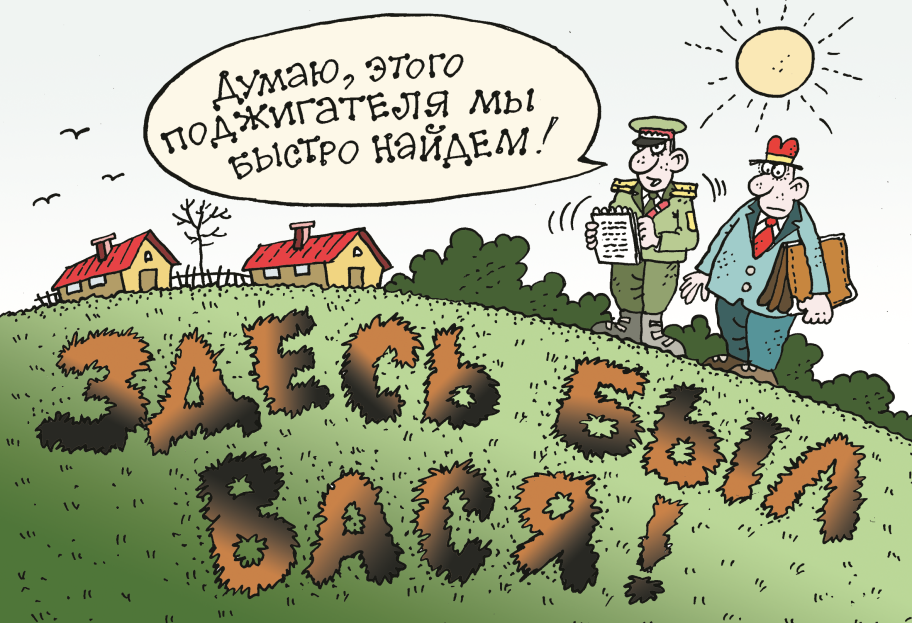 Думаю, этого
поджигателя мы
быстро найдем!
ЗДЕСЬ БЫЛ
ВАСЯ!